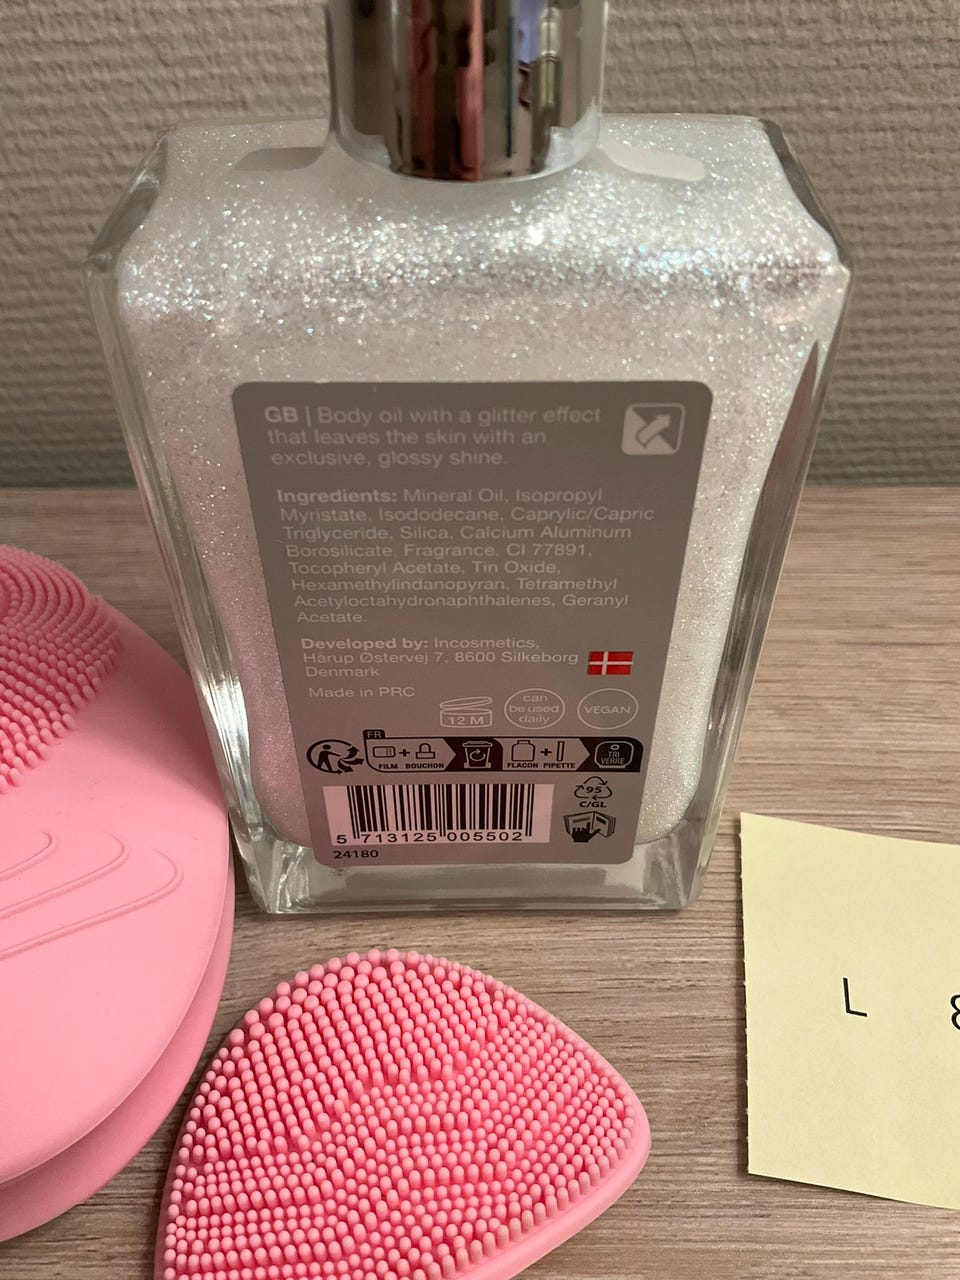 GB | Body oil with a glitter effect
that leaves the skin with an
exclusive, glossy shine.
Ingredients: Mineral Oil, Isopropyl
Myristate, Isododecane, Caprylic/Capric
Triglyceride, Silica, Calcium Aluminum
Borosilicate, Fragrance, CI 77891,
Tocopheryl Acetate, Tin Oxide,
Hexamethylindanopyran, Tetramethyl
Acetyloctahydronaphthalenes, Geranyl
Acetate.
Developed by: Incosmetics,
Hårup Østervej 7, 8600 Silkeborg
Denmark
Made in PRC
12 M
can
be used
daily
VEGAN
FR
FILM + BOUCHON
FLACON + PIPETTE
TRI
VERRE
95
C/GL
5 713125 005502
24180
L 8